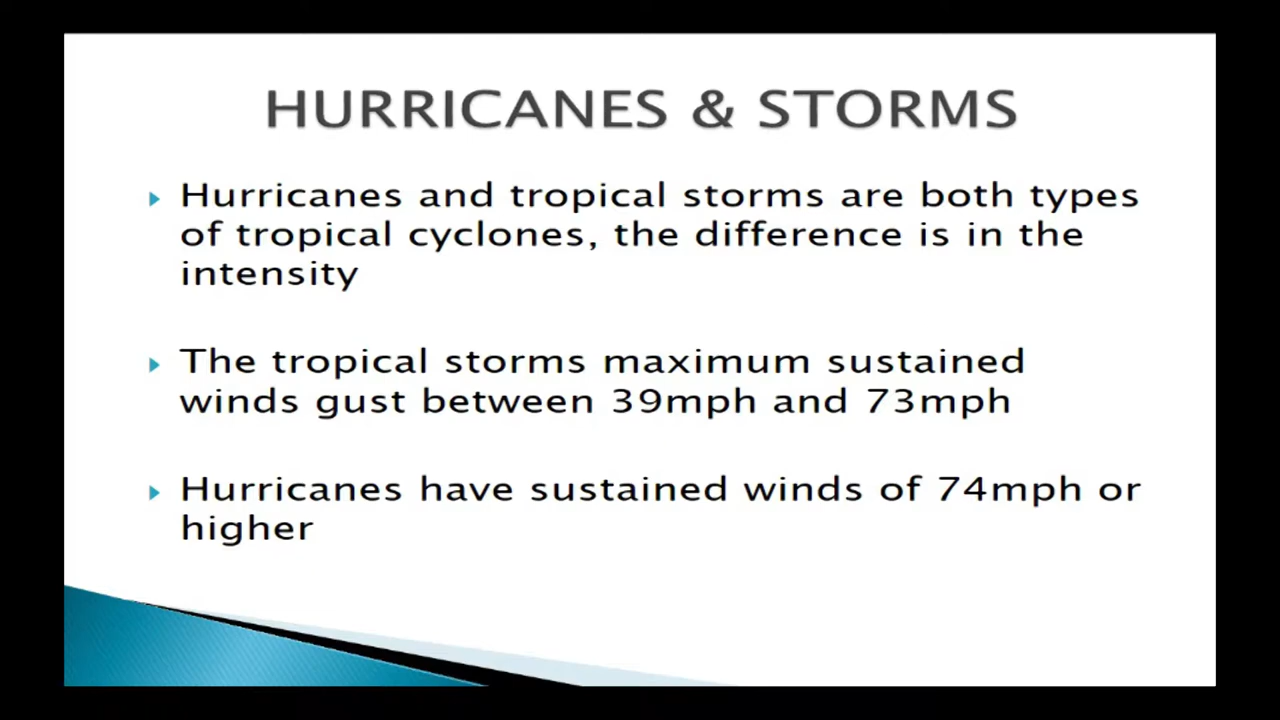 HURRICANES & STORMS
Hurricanes and tropical storms are both types
of tropical cyclones, the difference is in the
intensity
The tropical storms maximum sustained
winds gust between 39mph and 73mph
Hurricanes have sustained winds of 74mph or
higher